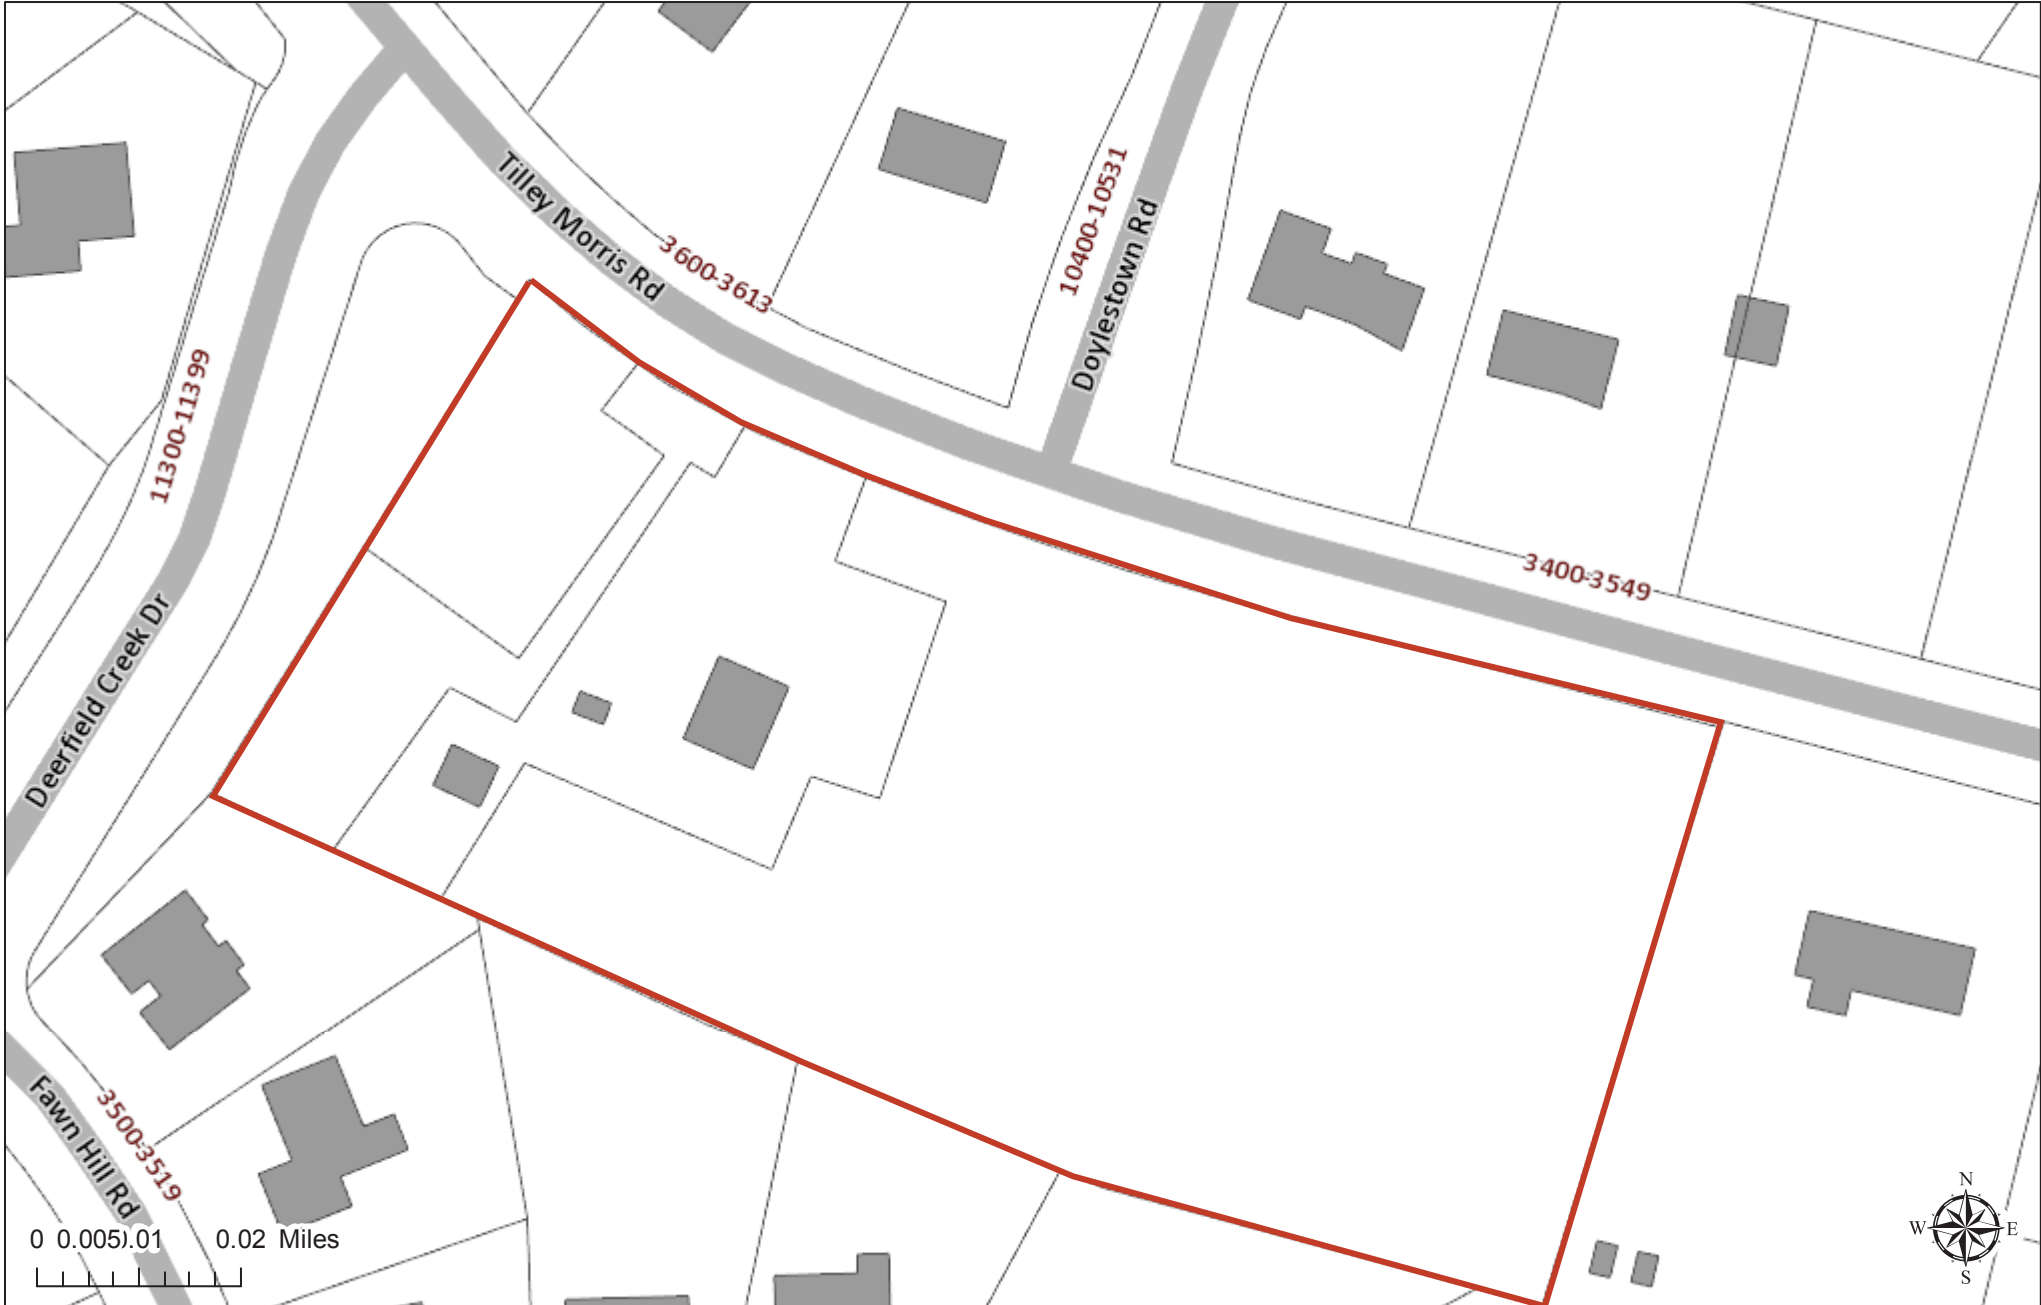 Tilley Morris Rd
3600-3613
10400-10531
Doylestown Rd
11300-11399
3400-3549
Deerfield Creek Dr
Fawn Hill Rd
3500-3519
N
W E
S
0 0.005 .01 0.02 Miles